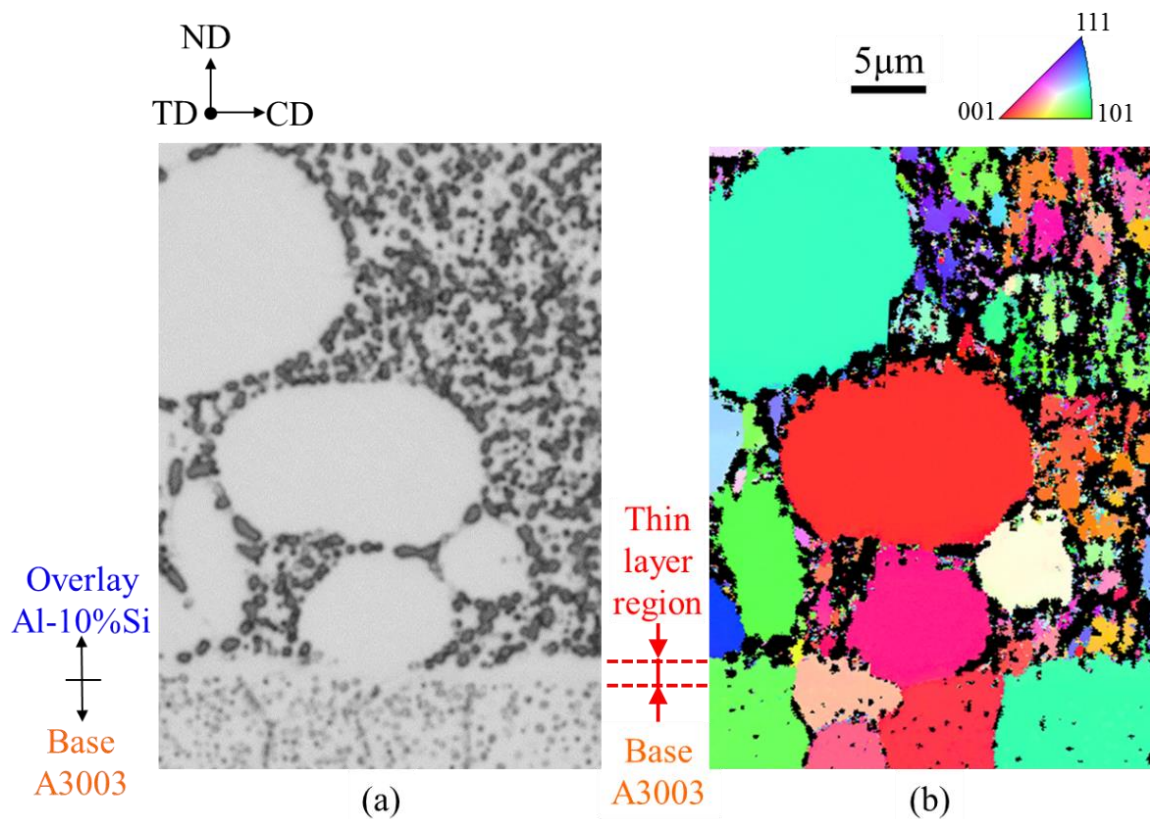 ND
TD
CD
5µm
111
001
101
Overlay
Al-10%Si
Base
A3003
Thin
layer
region
Base
A3003
(a)
(b)